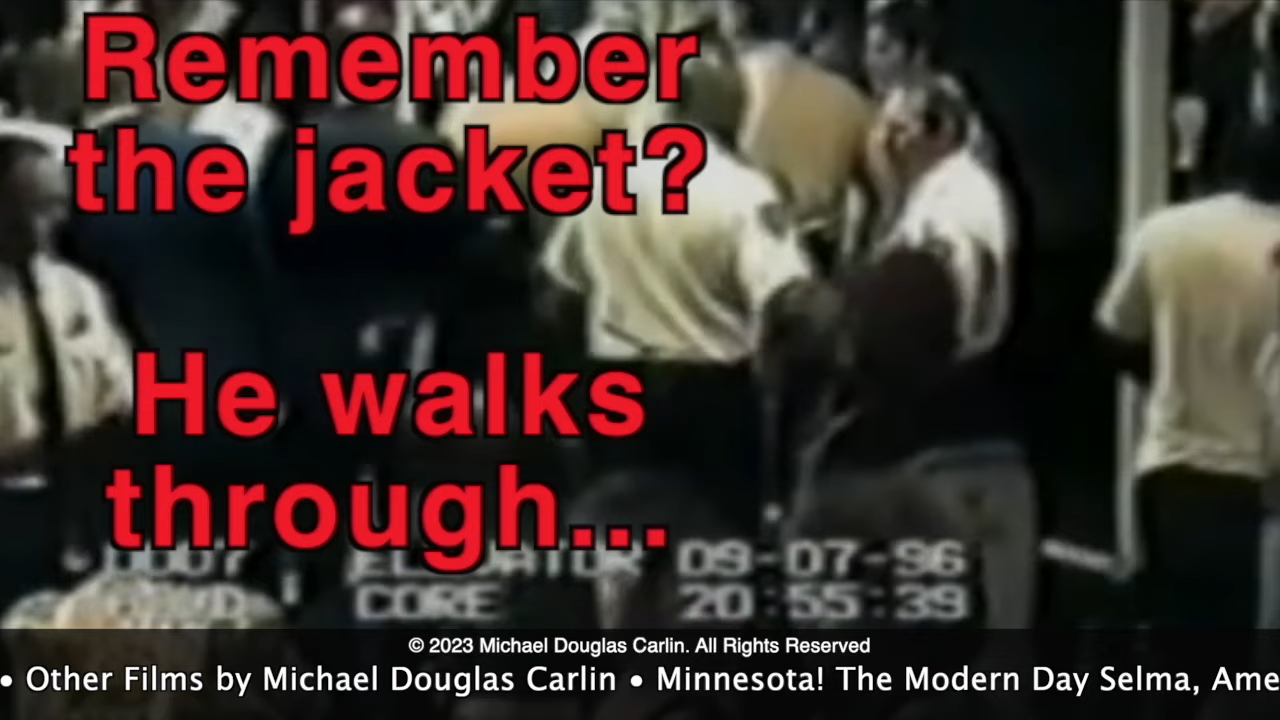 Remember
the jacket?
He walks
through...
ELEVATOR 09-07-96
CORE 20:55:39
© 2023 Michael Douglas Carlin. All Rights Reserved
• Other Films by Michael Douglas Carlin • Minnesota! The Modern Day Selma, Ame